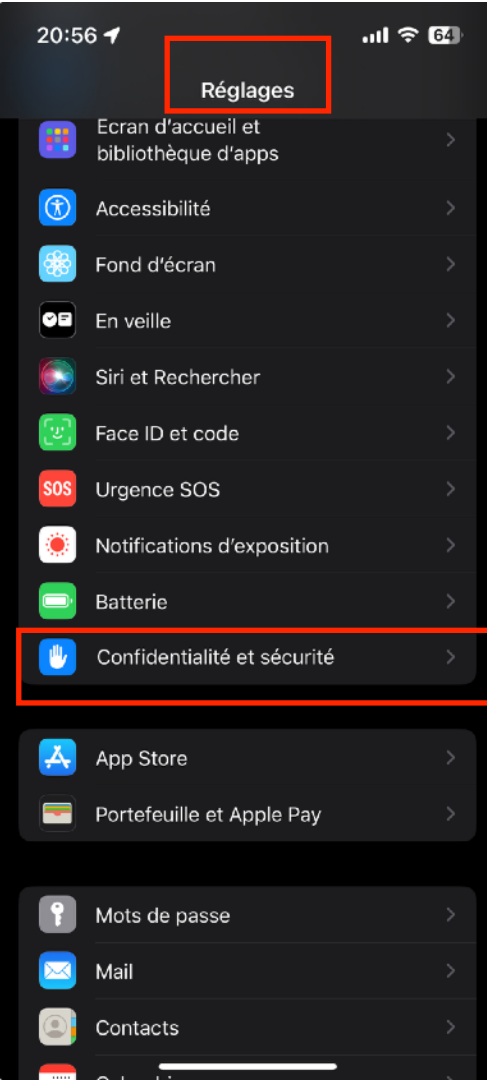 20:56
64
Réglages
Écran d'accueil et
bibliothèque d'apps
Accessibilité
Fond d'écran
En veille
Siri et Rechercher
Face ID et code
SOS
Urgence SOS
Notifications d'exposition
Batterie
Confidentialité et sécurité
App Store
Portefeuille et Apple Pay
Mots de passe
Mail
Contacts